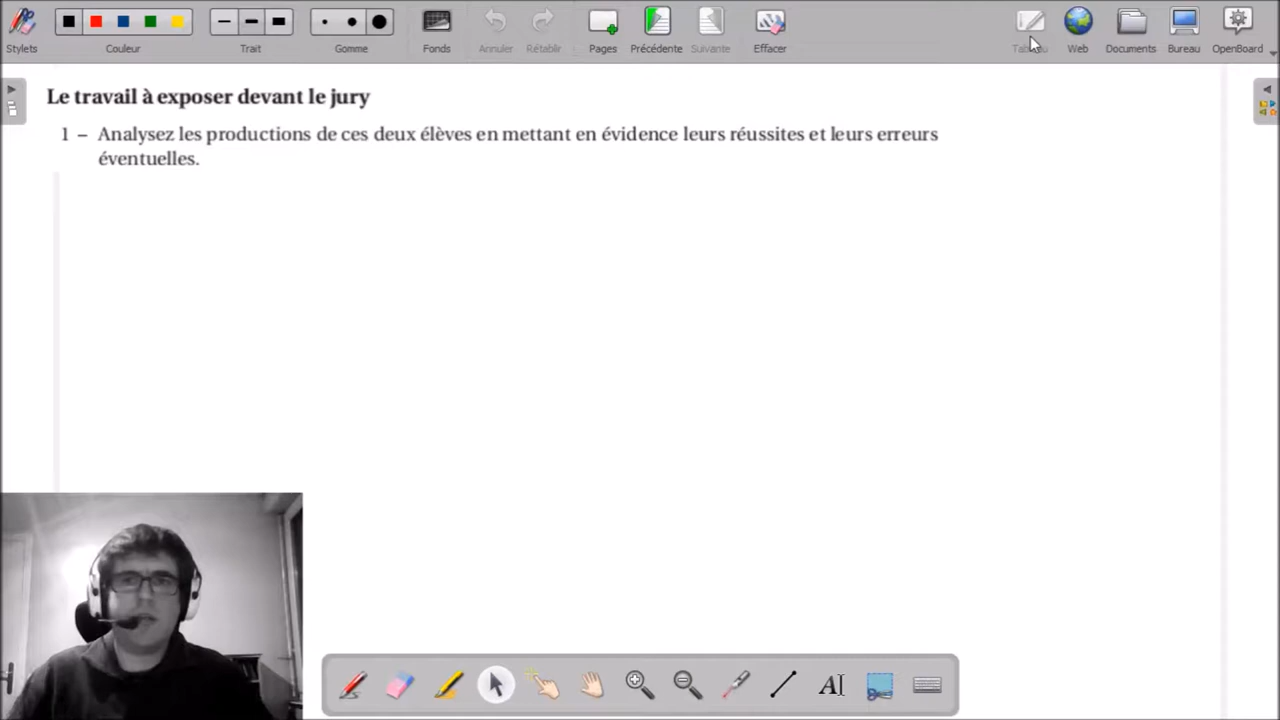 Stylets Couleur Trait Gomme Fonds Annuler Rétablir Pages Précédente Suivante Effacer Web Documents Bureau OpenBoard
Le travail à exposer devant le jury
1 – Analysez les productions de ces deux élèves en mettant en évidence leurs réussites et leurs erreurs
éventuelles.
AI